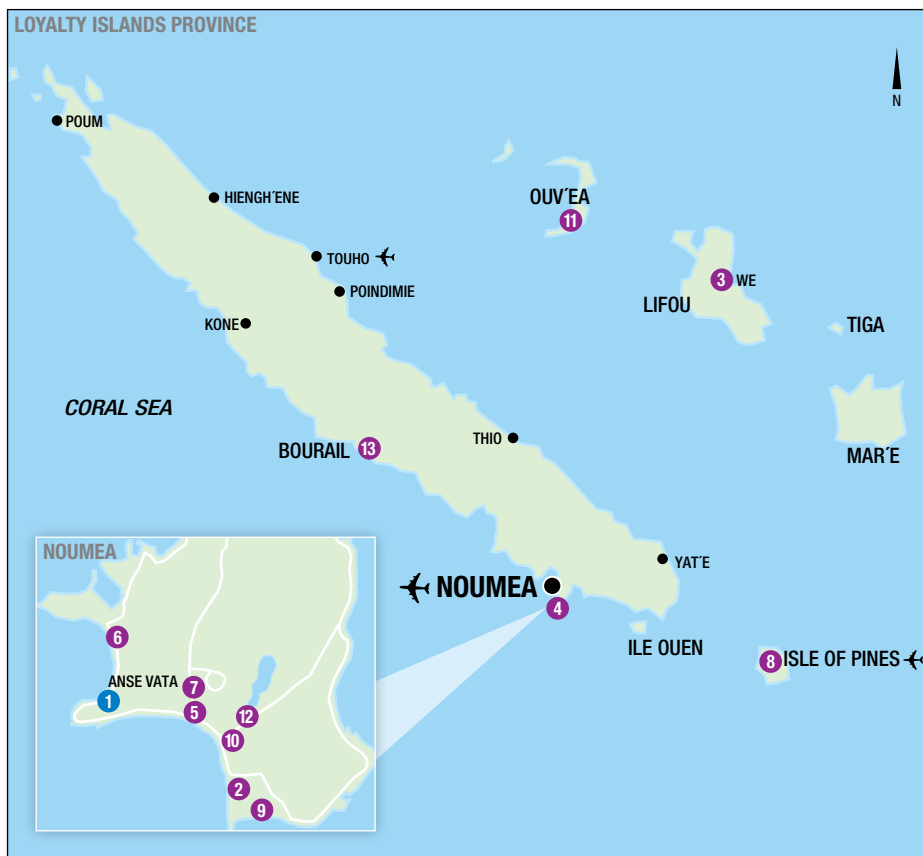 LOYALTY ISLANDS PROVINCE
N
POUM
HIENGH´ENE
OUV´EA
11
TOUHO
3 WE
POINDIMIE
LIFOU
KONE
TIGA
CORAL SEA
THIO
BOURAIL 13
MAR´E
NOUMEA
YAT´E
NOUMEA
4
6
ILE OUEN
8 ISLE OF PINES
ANSE VATA
7
1
5
12
10
2
9